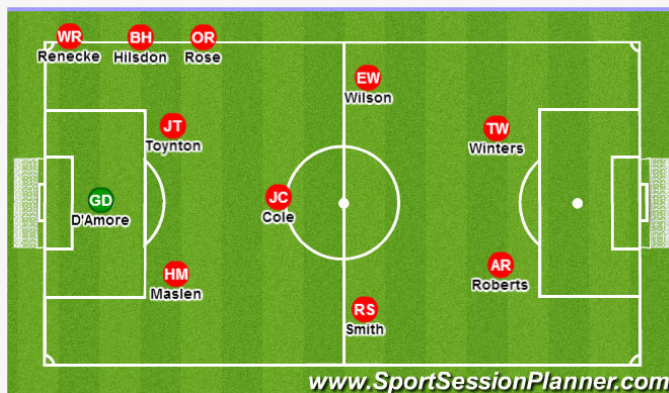 WR
Renecke
BH
Hilsdon
OR
Rose
EW
Wilson
JT
Toynton
TW
Winters
GD
D'Amore
JC
Cole
HM
Maslen
AR
Roberts
RS
Smith
www.SportSessionPlanner.com